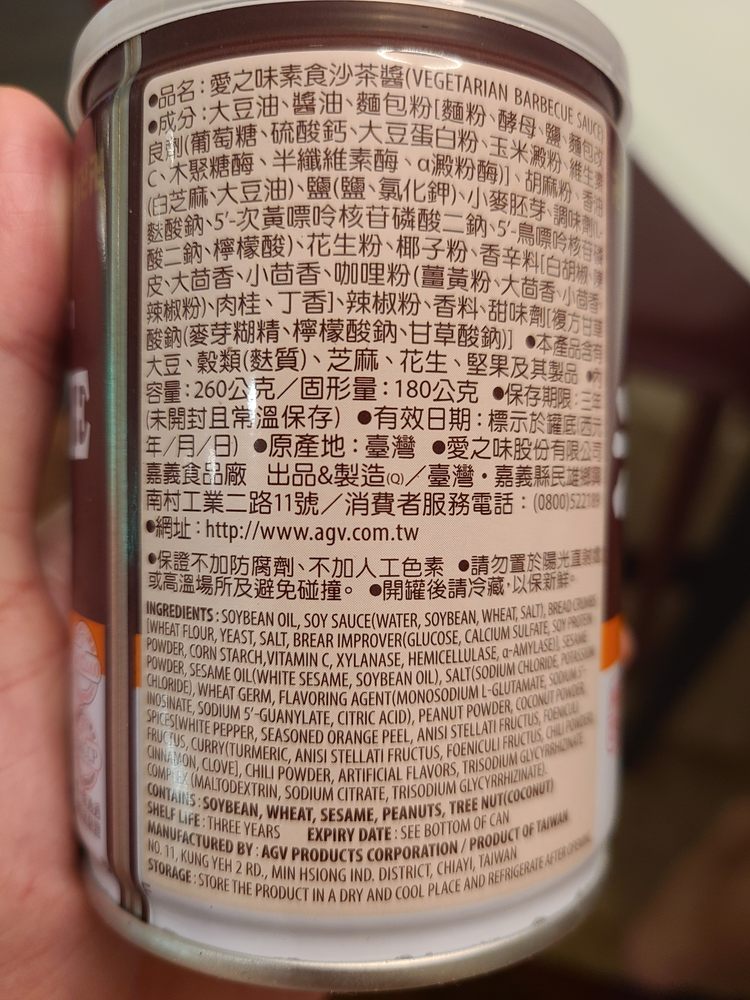 ●品名：愛之味素食沙茶醬(VEGETARIAN BARBECUE SAUCE)
●成分：大豆油、醬油、麵包粉[麵粉、酵母、鹽、麵包改
良劑(葡萄糖、硫酸鈣、大豆蛋白粉、玉米澱粉、維生素
C、木聚糖酶、半纖維素酶、α澱粉酶)]、胡麻粉、香油
(白芝麻、大豆油)、鹽(鹽、氯化鉀)、小麥胚芽、調味劑(L-
麩酸鈉、5'-次黃嘌呤核苷磷酸二鈉、5'-鳥嘌呤核苷磷
酸二鈉、檸檬酸)、花生粉、椰子粉、香辛料[白胡椒、陳
皮、大茴香、小茴香、咖哩粉(薑黃粉、大茴香、小茴香、
辣椒粉)、肉桂、丁香]、辣椒粉、香料、甜味劑[複方甘草
酸鈉(麥芽糊精、檸檬酸鈉、甘草酸鈉)] ●本產品含有
大豆、穀類(麩質)、芝麻、花生、堅果及其製品 ●內
容量：260公克／固形量：180公克 ●保存期限：三年
(未開封且常溫保存) ●有效日期：標示於罐底(西元
年/月/日) ●原產地：臺灣 ●愛之味股份有限公司
嘉義食品廠 出品&製造(Q)／臺灣・嘉義縣民雄鄉興
南村工業二路11號／消費者服務電話：(0800)522189
●網址：http://www.agv.com.tw
●保證不加防腐劑、不加人工色素 ●請勿置於陽光直射處
或高溫場所及避免碰撞。 ●開罐後請冷藏，以保新鮮。
INGREDIENTS : SOYBEAN OIL, SOY SAUCE(WATER, SOYBEAN, WHEAT, SALT), BREAD CRUMBS
[WHEAT FLOUR, YEAST, SALT, BREAR IMPROVER(GLUCOSE, CALCIUM SULFATE, SOY PROTEIN
POWDER, CORN STARCH,VITAMIN C, XYLANASE, HEMICELLULASE, α-AMYLASE)], SESAME
POWDER, SESAME OIL(WHITE SESAME, SOYBEAN OIL), SALT(SODIUM CHLORIDE, POTASSIUM
CHLORIDE), WHEAT GERM, FLAVORING AGENT(MONOSODIUM L-GLUTAMATE, SODIUM 5'-
INOSINATE, SODIUM 5'-GUANYLATE, CITRIC ACID), PEANUT POWDER, COCONUT POWDER,
SPICES[WHITE PEPPER, SEASONED ORANGE PEEL, ANISI STELLATI FRUCTUS, FOENICULI
FRUCTUS, CURRY(TURMERIC, ANISI STELLATI FRUCTUS, FOENICULI FRUCTUS, CHILI POWDER),
CINNAMON, CLOVE], CHILI POWDER, ARTIFICIAL FLAVORS, TRISODIUM GLYCYRRHIZINATE
COMPLEX (MALTODEXTRIN, SODIUM CITRATE, TRISODIUM GLYCYRRHIZINATE).
CONTAINS : SOYBEAN, WHEAT, SESAME, PEANUTS, TREE NUT(COCONUT)
SHELF LIFE : THREE YEARS EXPIRY DATE : SEE BOTTOM OF CAN
MANUFACTURED BY : AGV PRODUCTS CORPORATION / PRODUCT OF TAIWAN
NO. 11, KUNG YEH 2 RD., MIN HSIONG IND. DISTRICT, CHIAYI, TAIWAN
STORAGE : STORE THE PRODUCT IN A DRY AND COOL PLACE AND REFRIGERATE AFTER OPENING.